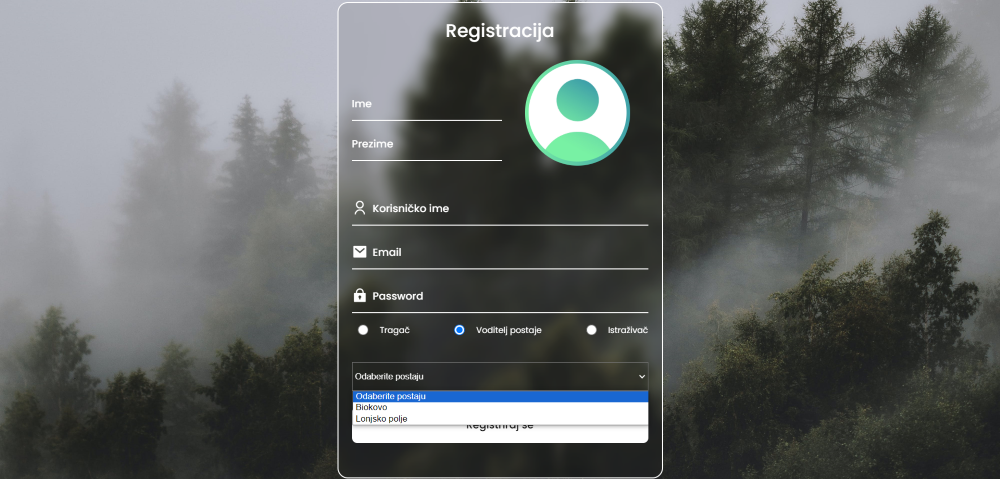 Registracija
Ime
Prezime
Korisničko ime
Email
Password
Tragač Voditelj postaje Istraživač
Odaberite postaju
Odaberite postaju
Biokovo
Lonjsko polje
Registriraj se